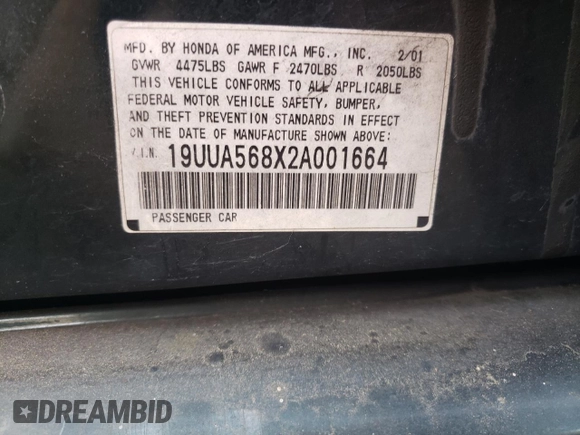 MFD. BY HONDA OF AMERICA MFG., INC. 2/01
GVWR 4475LBS GAWR F 2470LBS R 2050LBS
THIS VEHICLE CONFORMS TO ALL APPLICABLE
FEDERAL MOTOR VEHICLE SAFETY, BUMPER,
AND THEFT PREVENTION STANDARDS IN EFFECT
ON THE DATE OF MANUFACTURE SHOWN ABOVE:
V.I.N. 19UUA568X2A001664
PASSENGER CAR
DREAMBID